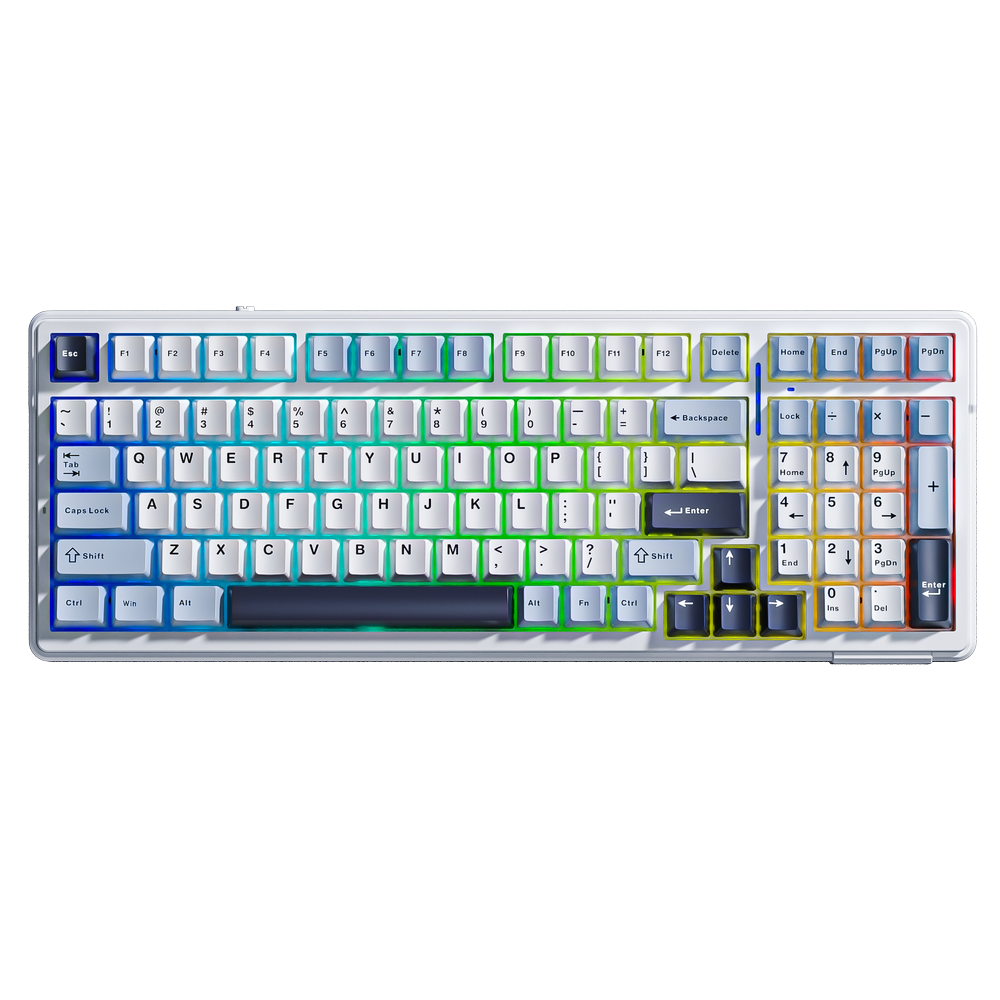 Esc F1 F2 F3 F4 F5 F6 F7 F8 F9 F10 F11 F12 Delete Home End PgUp PgDn
~ ! @ # $ % ^ & * ( ) — +
` 1 2 3 4 5 6 7 8 9 0 - = ← Backspace Lock ÷ × −
Tab Q W E R T Y U I O P { } | 7 8 ↑ 9 +
[ ] \ Home PgUp
Caps Lock A S D F G H J K L : " Enter 4 5 6
; ' ← →
Shift Z X C V B N M < > ? Shift ↑ 1 2 ↓ 3
, . / End PgDn Enter
Ctrl Win Alt Alt Fn Ctrl ← ↓ → 0 .
Ins Del